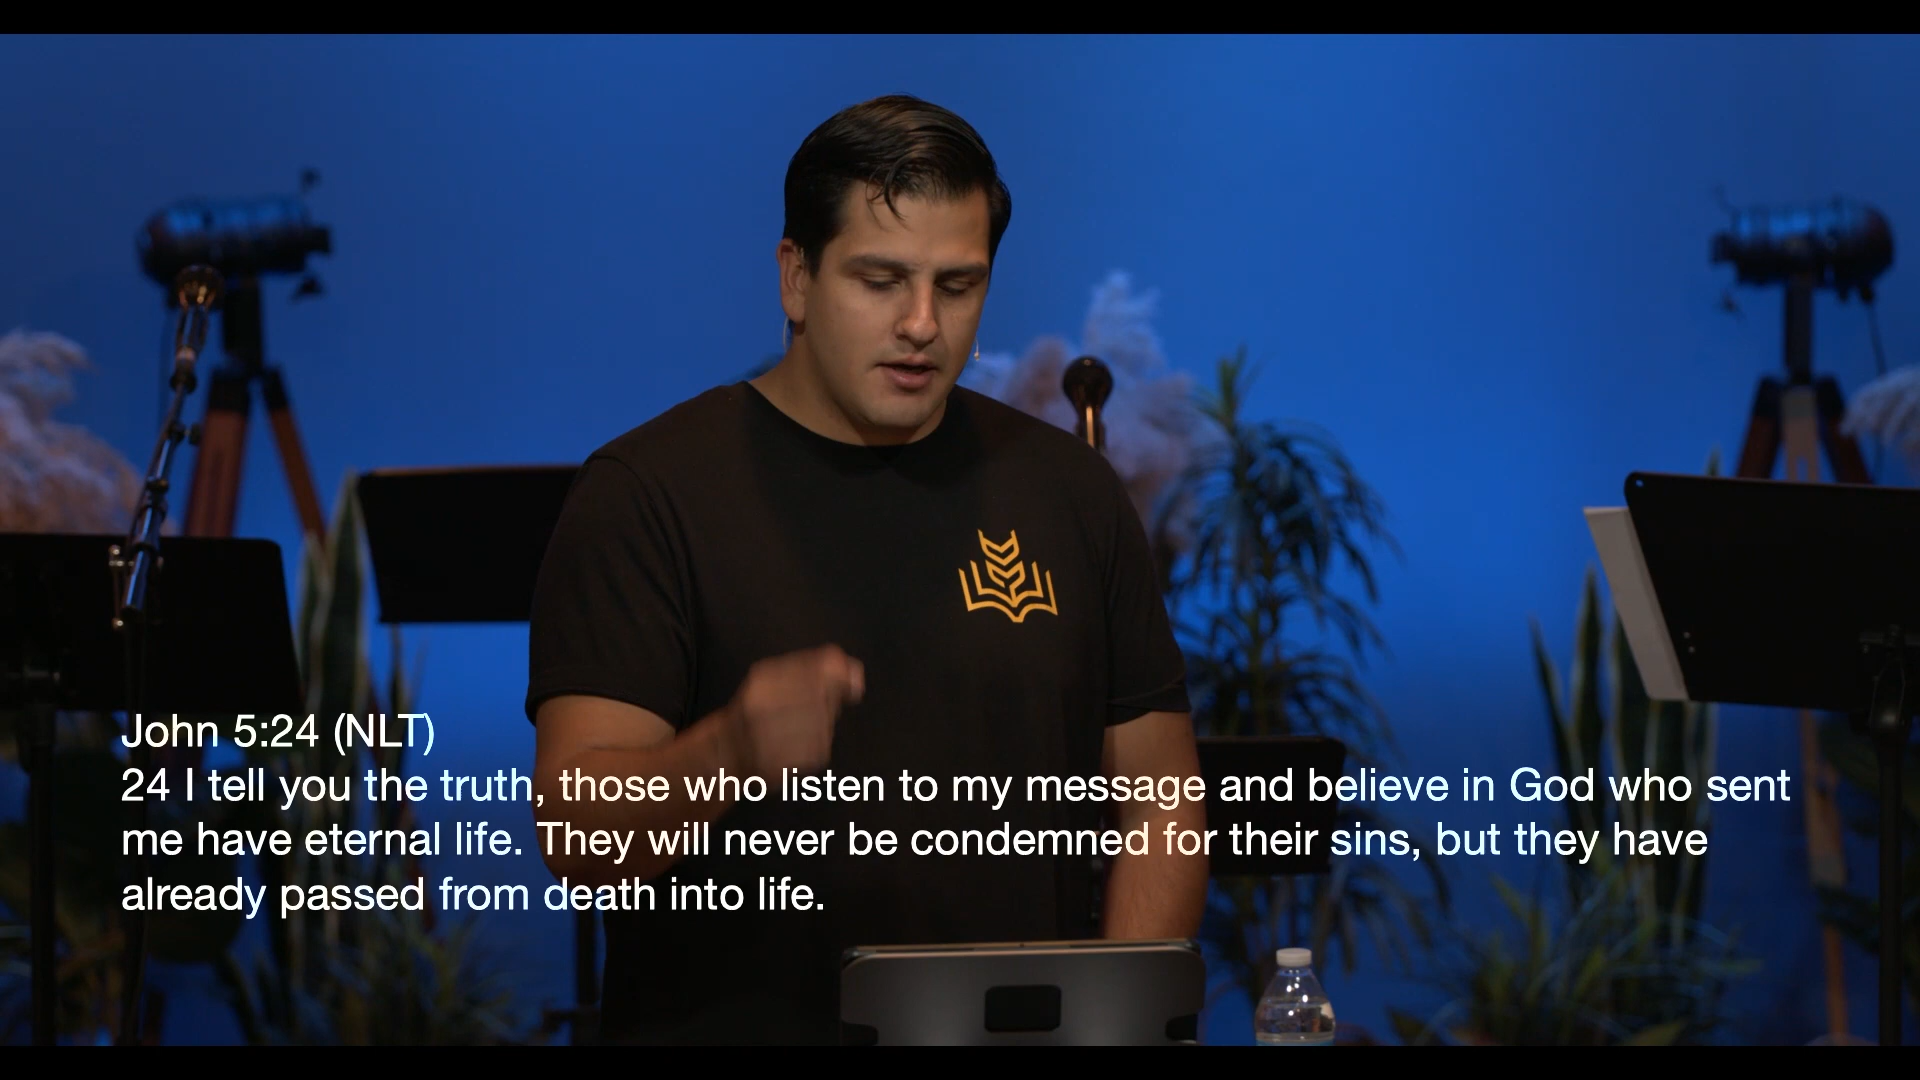 John 5:24 (NLT)
24 I tell you the truth, those who listen to my message and believe in God who sent
me have eternal life. They will never be condemned for their sins, but they have
already passed from death into life.